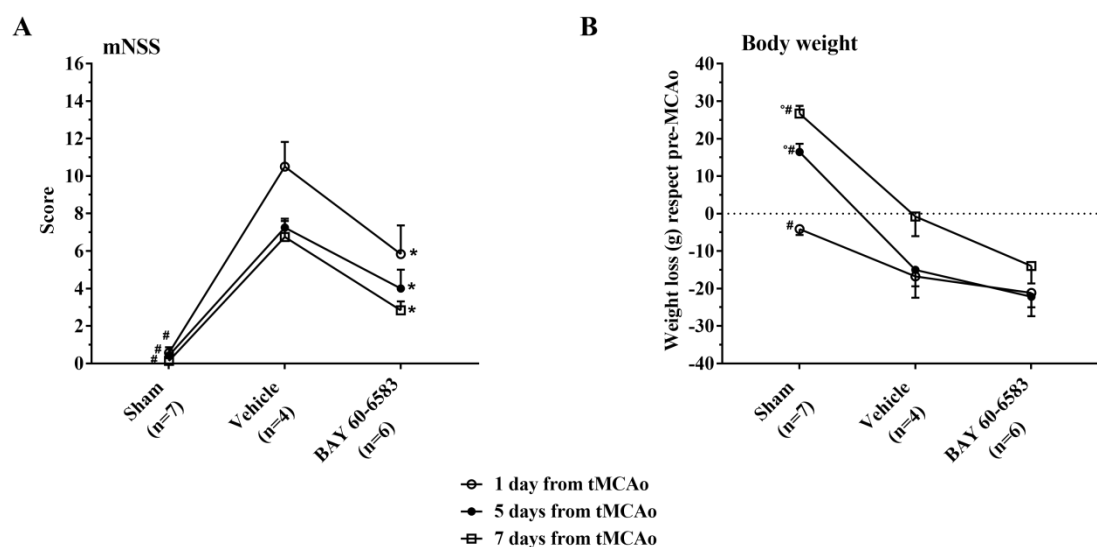 A
mNSS
16
14
12
10
8
6
4
2
0
Score
#
#
#
*
*
*
Sham
(n=7)
Vehicle
(n=4)
BAY 60-6583
(n=6)
B
Body weight
40
30
20
10
0
-10
-20
-30
-40
Weight loss (g) respect pre-MCAo
°#
°#
#
Sham
(n=7)
Vehicle
(n=4)
BAY 60-6583
(n=6)
1 day from tMCAo
5 days from tMCAo
7 days from tMCAo